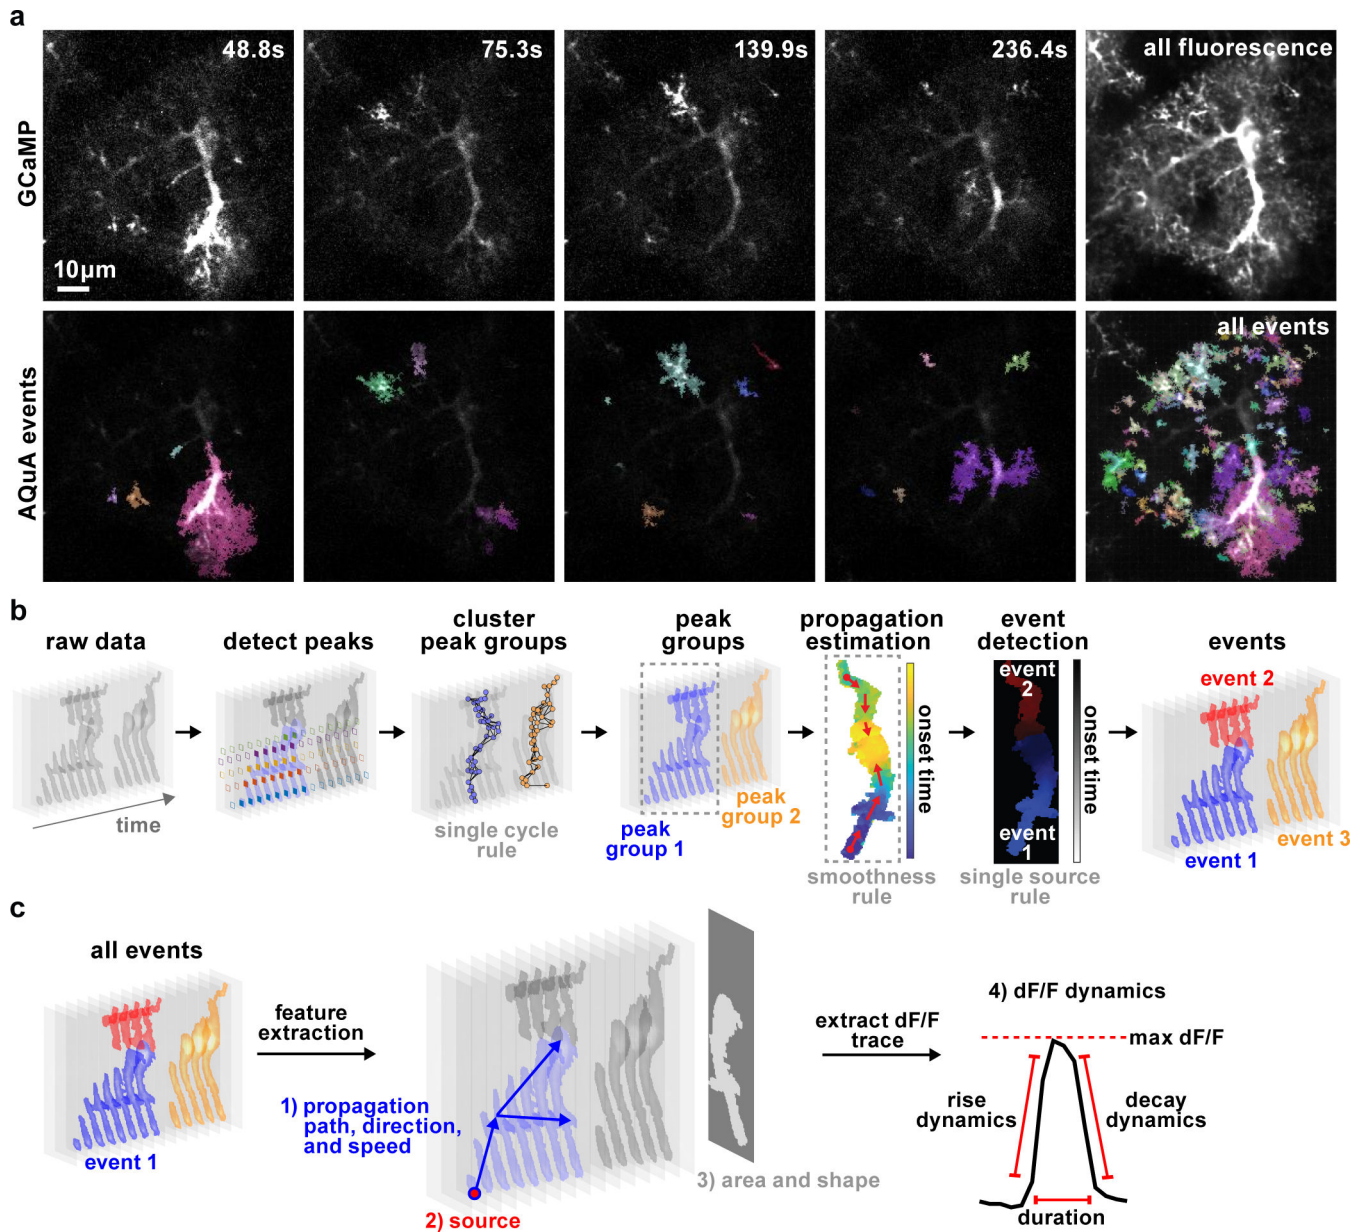 a
48.8s
75.3s
139.9s
236.4s
all fluorescence
GCaMP
10µm
AQuA events
all events
b
raw data
detect peaks
cluster
peak groups
peak
groups
propagation
estimation
event
detection
events
time
single cycle
rule
peak
group 1
peak
group 2
onset time
smoothness
rule
event
2
event
1
onset time
single source
rule
event 2
event 1
event 3
c
all events
event 1
feature
extraction
1) propagation
path, direction,
and speed
2) source
3) area and shape
extract dF/F
trace
4) dF/F dynamics
max dF/F
rise
dynamics
decay
dynamics
duration